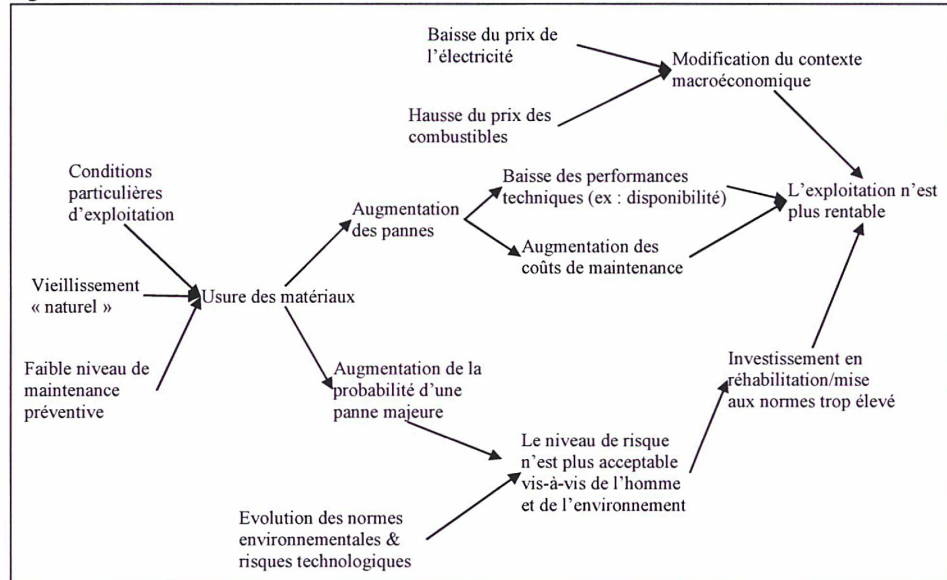 Baisse du prix de
l’électricité
Modification du contexte
macroéconomique
Hausse du prix des
combustibles
Conditions
particulières
d’exploitation
Baisse des performances
techniques (ex : disponibilité)
L’exploitation n’est
plus rentable
Augmentation
des pannes
Augmentation des
coûts de maintenance
Vieillissement
« naturel »
Usure des matériaux
Faible niveau de
maintenance
préventive
Augmentation de la
probabilité d’une
panne majeure
Investissement en
réhabilitation/mise
aux normes trop élevé
Le niveau de risque
n’est plus acceptable
vis-à-vis de l’homme
et de l’environnement
Evolution des normes
environnementales &
risques technologiques